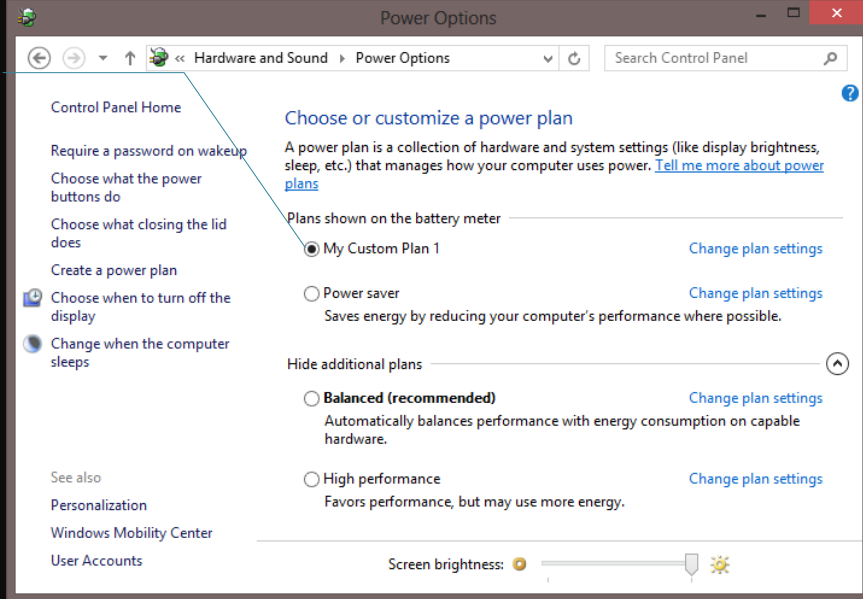 Power Options
« Hardware and Sound ▸ Power Options
Search Control Panel
Control Panel Home
Require a password on wakeup
Choose what the power
buttons do
Choose what closing the lid
does
Create a power plan
Choose when to turn off the
display
Change when the computer
sleeps
See also
Personalization
Windows Mobility Center
User Accounts
Choose or customize a power plan
A power plan is a collection of hardware and system settings (like display brightness,
sleep, etc.) that manages how your computer uses power. Tell me more about power
plans
Plans shown on the battery meter
My Custom Plan 1 Change plan settings
Power saver Change plan settings
Saves energy by reducing your computer's performance where possible.
Hide additional plans
Balanced (recommended) Change plan settings
Automatically balances performance with energy consumption on capable
hardware.
High performance Change plan settings
Favors performance, but may use more energy.
Screen brightness: